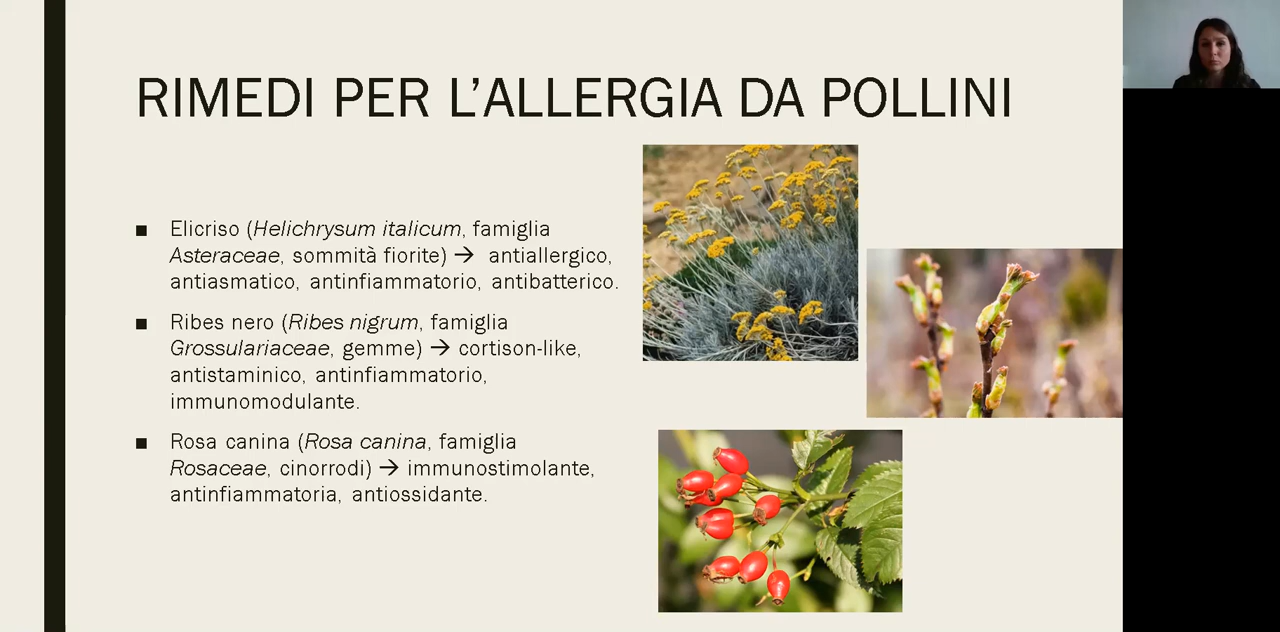 RIMEDI PER L’ALLERGIA DA POLLINI
■ Elicriso (Helichrysum italicum, famiglia
Asteraceae, sommità fiorite) → antiallergico,
antiasmatico, antinfiammatorio, antibatterico.
■ Ribes nero (Ribes nigrum, famiglia
Grossulariaceae, gemme) → cortison-like,
antistaminico, antinfiammatorio,
immunomodulante.
■ Rosa canina (Rosa canina, famiglia
Rosaceae, cinorrodi) → immunostimolante,
antinfiammatoria, antiossidante.